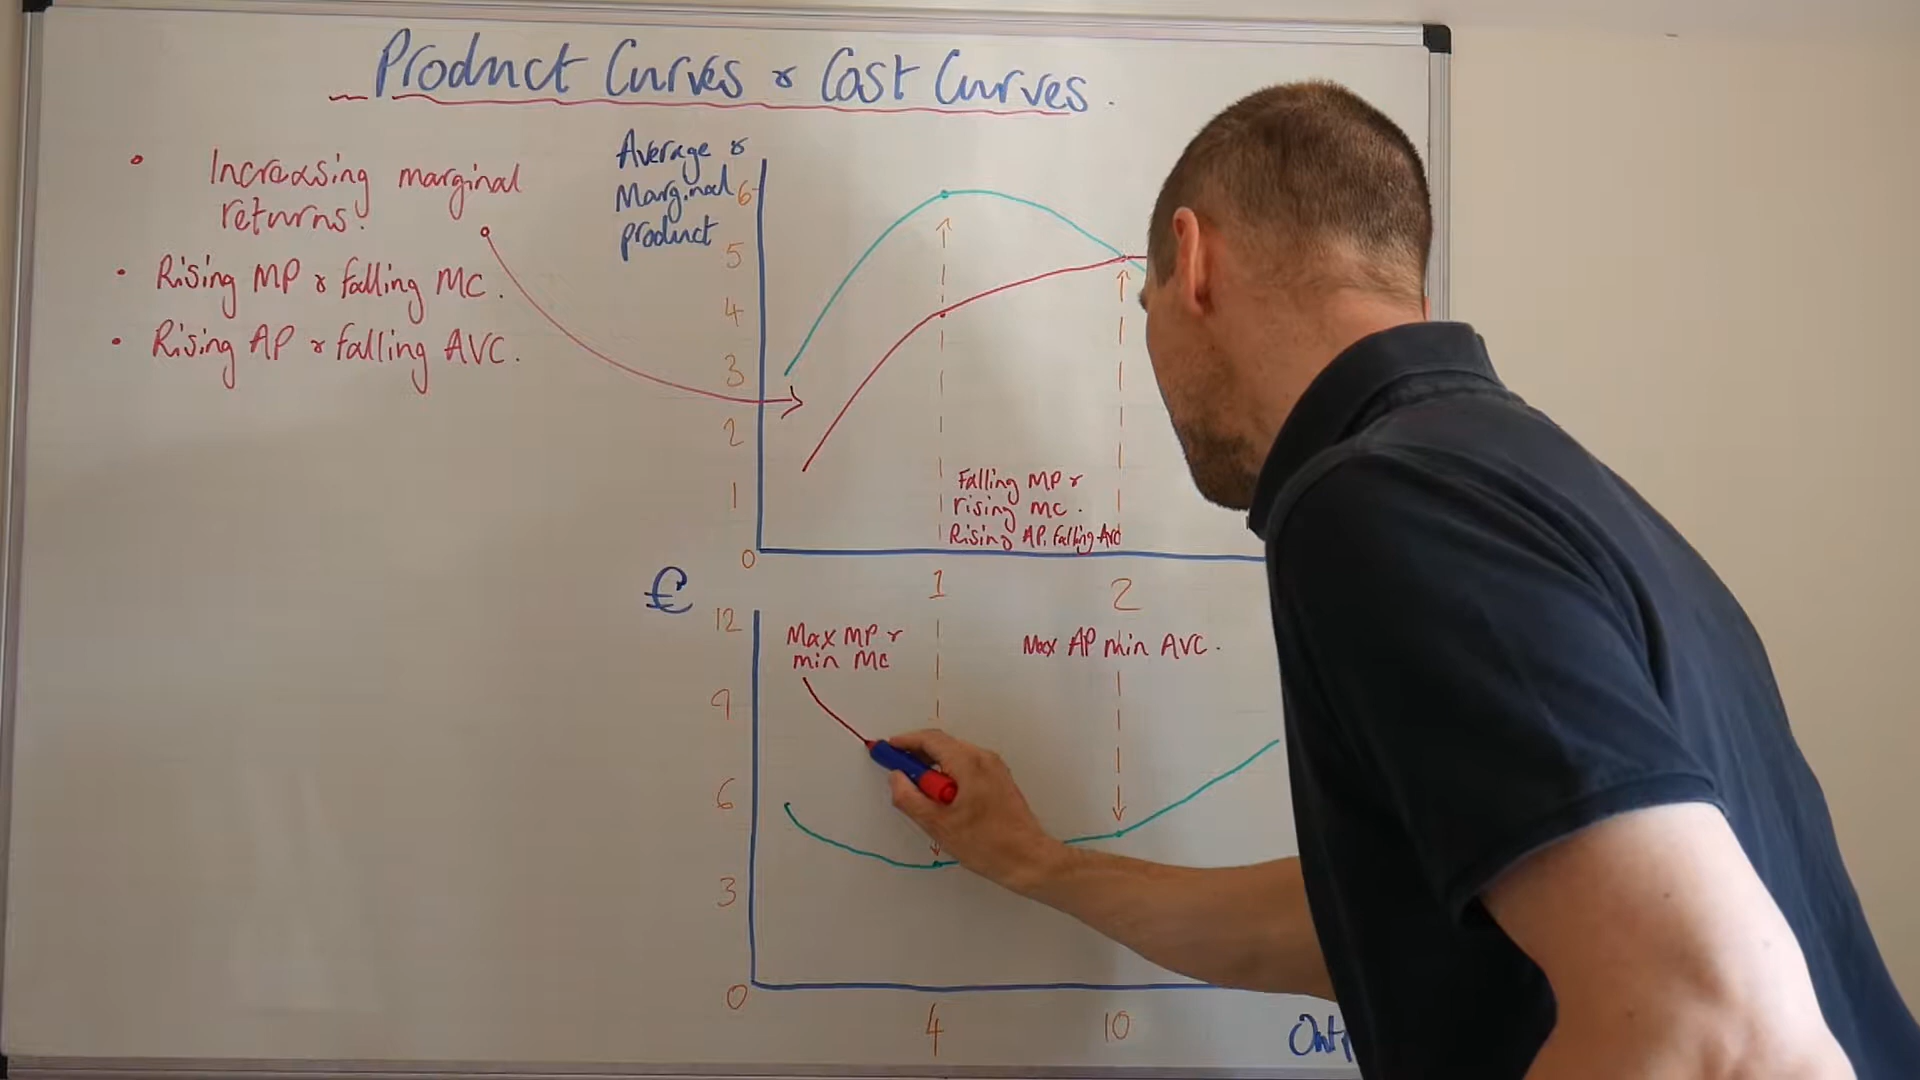 Product Curves & Cost Curves.
• Increasing marginal
returns.
• Rising MP & falling MC.
• Rising AP & falling AVC.
Average &
Marginal
product
6
5
4
3
2
1
0
Falling MP &
rising MC.
Rising AP, falling AVC
1
2
£
12
9
6
3
0
Max MP &
min MC
Max AP min AVC.
4
10